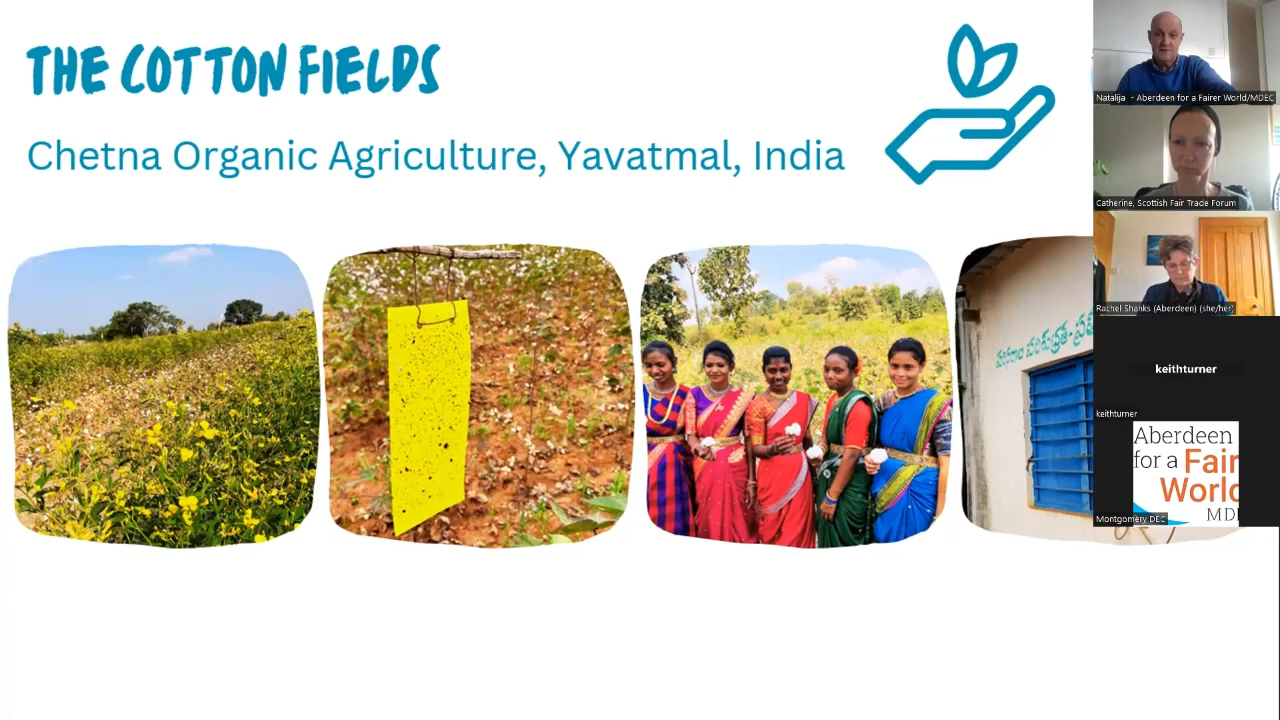 THE COTTON FIELDS
Chetna Organic Agriculture, Yavatmal, India
Natalija - Aberdeen for a Fairer World/MDEC
Catherine, Scottish Fair Trade Forum
Rachel Shanks (Aberdeen) (she/her)
keithturner
keithturner
Aberdeen
for a Fair
World
MD
Montgomery DEC